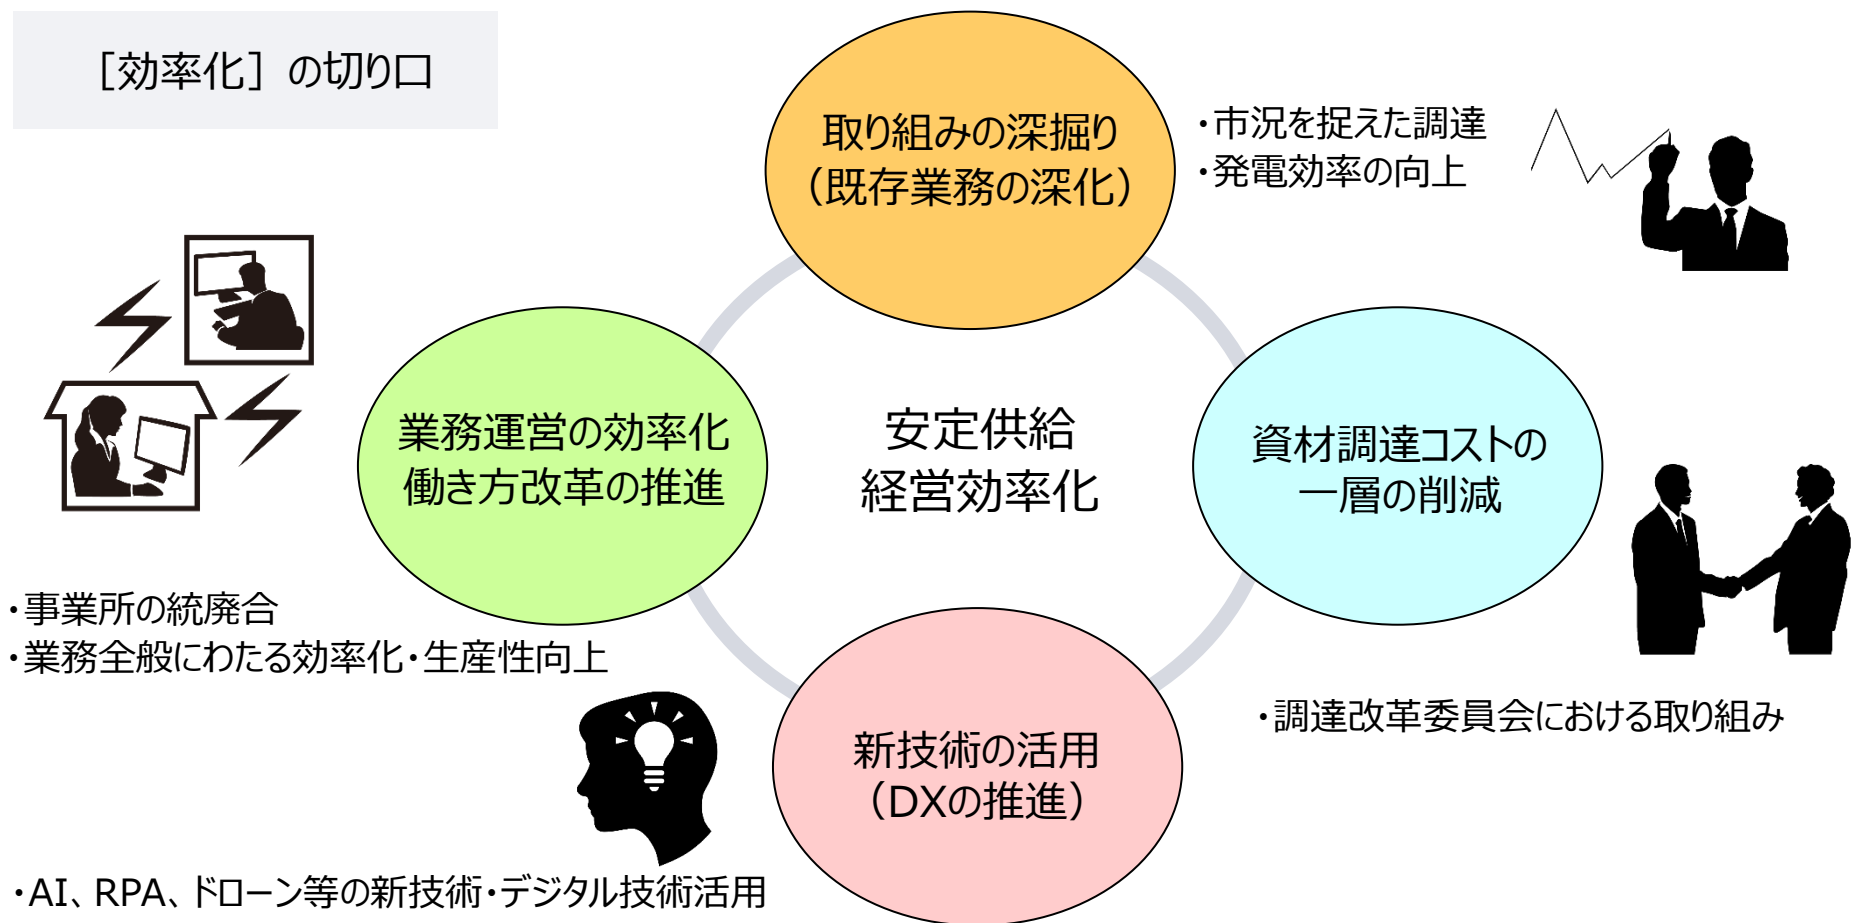 ［効率化］の切り口
取り組みの深掘り
（既存業務の深化）
・市況を捉えた調達
・発電効率の向上
業務運営の効率化
働き方改革の推進
安定供給
経営効率化
資材調達コストの
一層の削減
・事業所の統廃合
・業務全般にわたる効率化・生産性向上
・調達改革委員会における取り組み
新技術の活用
（DXの推進）
・AI、RPA、ドローン等の新技術・デジタル技術活用